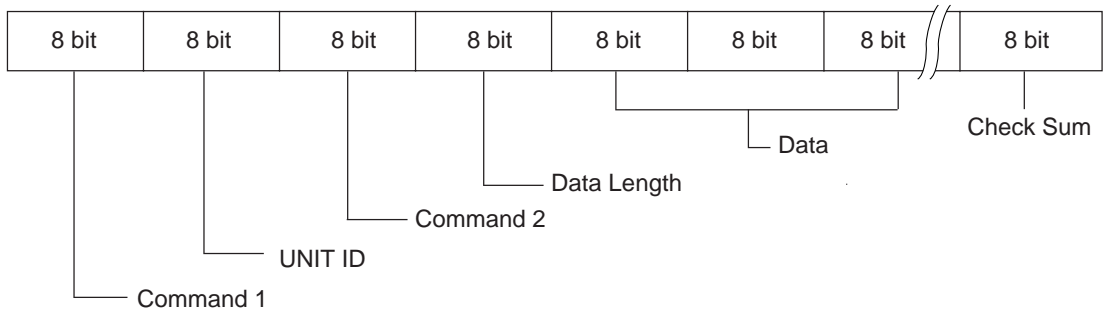 8 bit 8 bit 8 bit 8 bit 8 bit 8 bit 8 bit 8 bit
Check Sum
Data
Data Length
Command 2
UNIT ID
Command 1